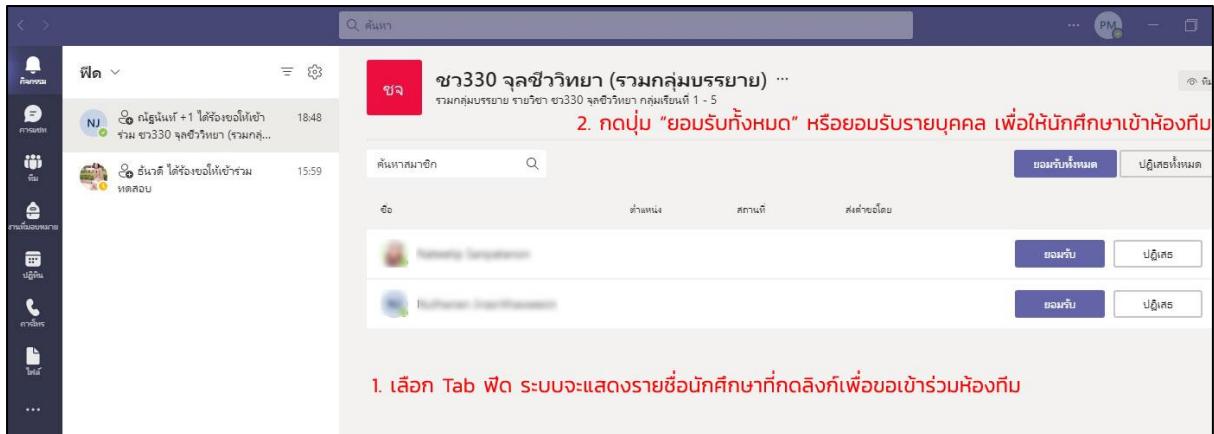 ค้นหา
PM
กิจกรรม
การแชท
ทีม
งานที่มอบหมาย
ปฏิทิน
การโทร
ไฟล์
ฟีด
NJ
ณัฐนันท์ +1 ได้ร้องขอให้เข้า
ร่วม ชว330 จุลชีววิทยา (รวมกลุ่...
18:48
ธันวดี ได้ร้องขอให้เข้าร่วม
ทดสอบ
15:59
ชจ
ชว330 จุลชีววิทยา (รวมกลุ่มบรรยาย) ...
รวมกลุ่มบรรยาย รายวิชา ชว330 จุลชีววิทยา กลุ่มเรียนที่ 1 - 5
2. กดปุ่ม “ยอมรับทั้งหมด” หรือยอมรับรายบุคคล เพื่อให้นักศึกษาเข้าห้องทีม
ค้นหาสมาชิก
ยอมรับทั้งหมด
ปฏิเสธทั้งหมด
ชื่อ
ตำแหน่ง
สถานที่
ส่งคำขอโดย
ยอมรับ
ปฏิเสธ
ยอมรับ
ปฏิเสธ
1. เลือก Tab ฟีด ระบบจะแสดงรายชื่อนักศึกษาที่กดลิงก์เพื่อขอเข้าร่วมห้องทีม